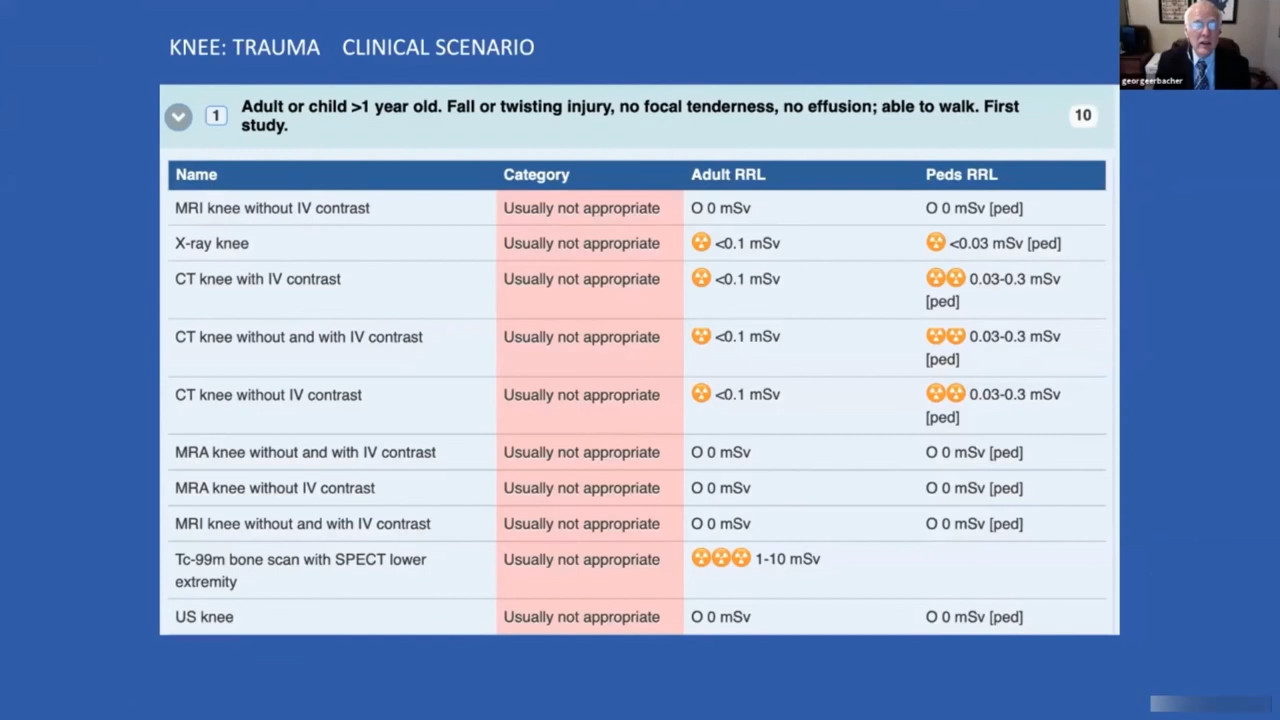 KNEE: TRAUMA CLINICAL SCENARIO
georgeerbacher
1 Adult or child >1 year old. Fall or twisting injury, no focal tenderness, no effusion; able to walk. First 10
study.
Name Category Adult RRL Peds RRL
MRI knee without IV contrast Usually not appropriate O 0 mSv O 0 mSv [ped]
X-ray knee Usually not appropriate ☢ <0.1 mSv ☢ <0.03 mSv [ped]
CT knee with IV contrast Usually not appropriate ☢ <0.1 mSv ☢☢ 0.03-0.3 mSv
[ped]
CT knee without and with IV contrast Usually not appropriate ☢ <0.1 mSv ☢☢ 0.03-0.3 mSv
[ped]
CT knee without IV contrast Usually not appropriate ☢ <0.1 mSv ☢☢ 0.03-0.3 mSv
[ped]
MRA knee without and with IV contrast Usually not appropriate O 0 mSv O 0 mSv [ped]
MRA knee without IV contrast Usually not appropriate O 0 mSv O 0 mSv [ped]
MRI knee without and with IV contrast Usually not appropriate O 0 mSv O 0 mSv [ped]
Tc-99m bone scan with SPECT lower Usually not appropriate ☢☢☢ 1-10 mSv
extremity
US knee Usually not appropriate O 0 mSv O 0 mSv [ped]